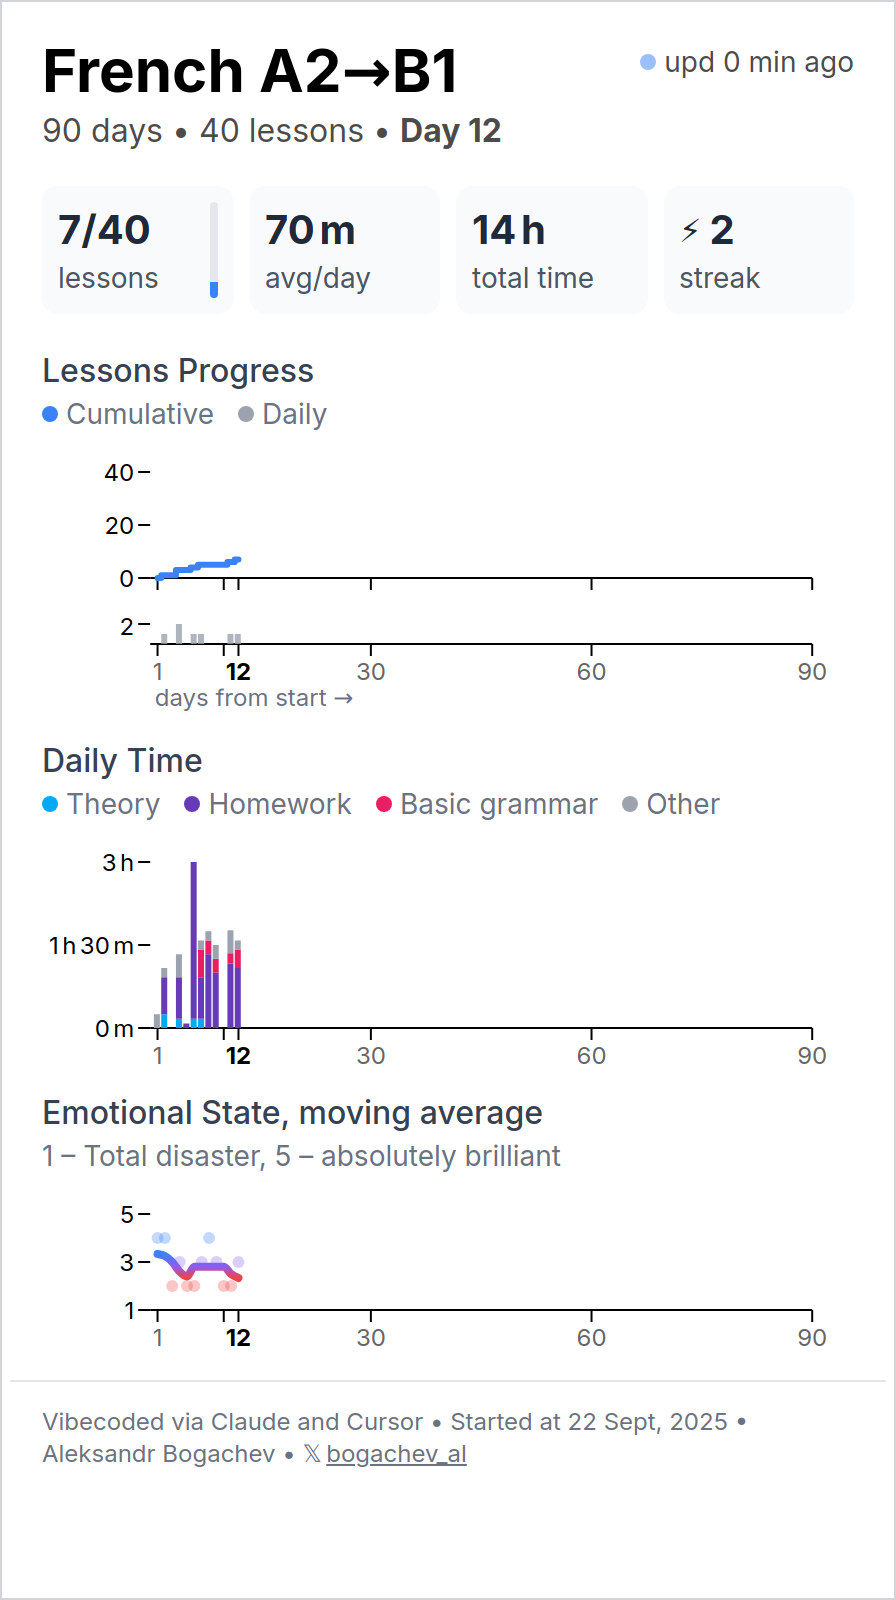 French A2→B1
upd 0 min ago
90 days • 40 lessons • Day 12
7/40
lessons
70 m
avg/day
14 h
total time
⚡ 2
streak
Lessons Progress
Cumulative Daily
40
20
0
2
1 12 30 60 90
days from start →
Daily Time
Theory Homework Basic grammar Other
3 h
1 h 30 m
0 m
1 12 30 60 90
Emotional State, moving average
1 – Total disaster, 5 – absolutely brilliant
5
3
1
1 12 30 60 90
Vibecoded via Claude and Cursor • Started at 22 Sept, 2025 •
Aleksandr Bogachev • 𝕏 bogachev_al